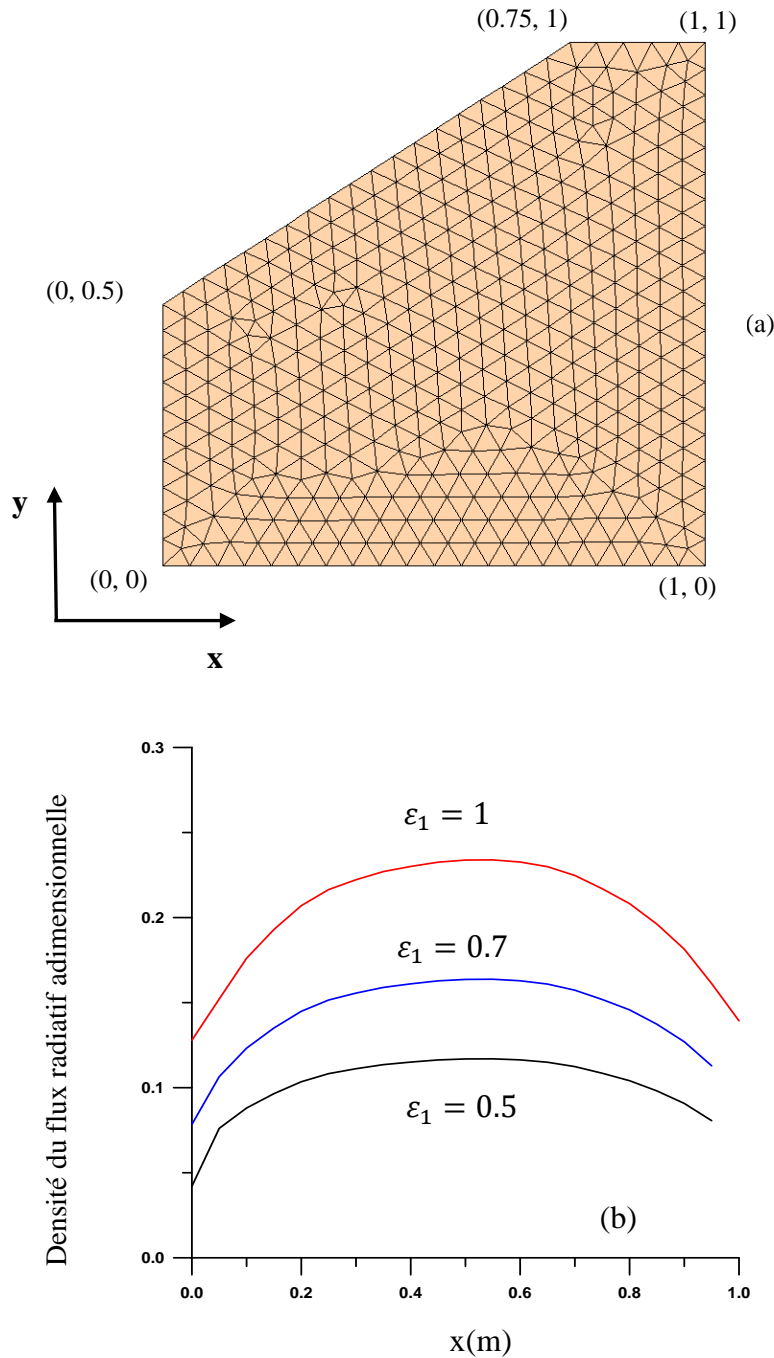 (0.75, 1) (1, 1)
(0, 0.5)
(a)
y
(0, 0) (1, 0)
x
0.3
0.2
0.1
0.0
Densité du flux radiatif adimensionnelle
ε₁ = 1
ε₁ = 0.7
ε₁ = 0.5
(b)
0.0 0.2 0.4 0.6 0.8 1.0
x(m)